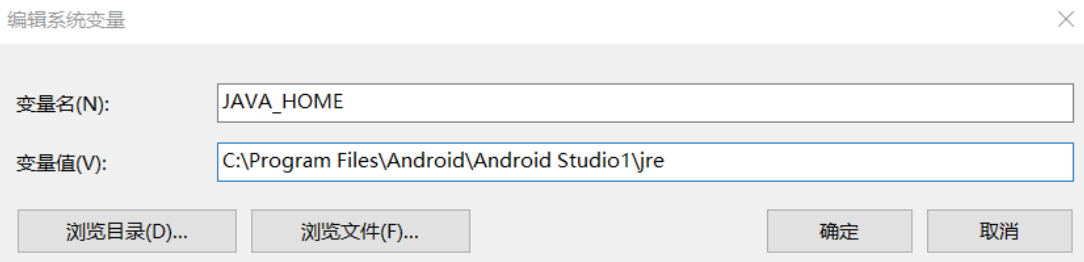 编辑系统变量
变量名(N): JAVA_HOME
变量值(V): C:\Program Files\Android\Android Studio1\jre
浏览目录(D)... 浏览文件(F)... 确定 取消